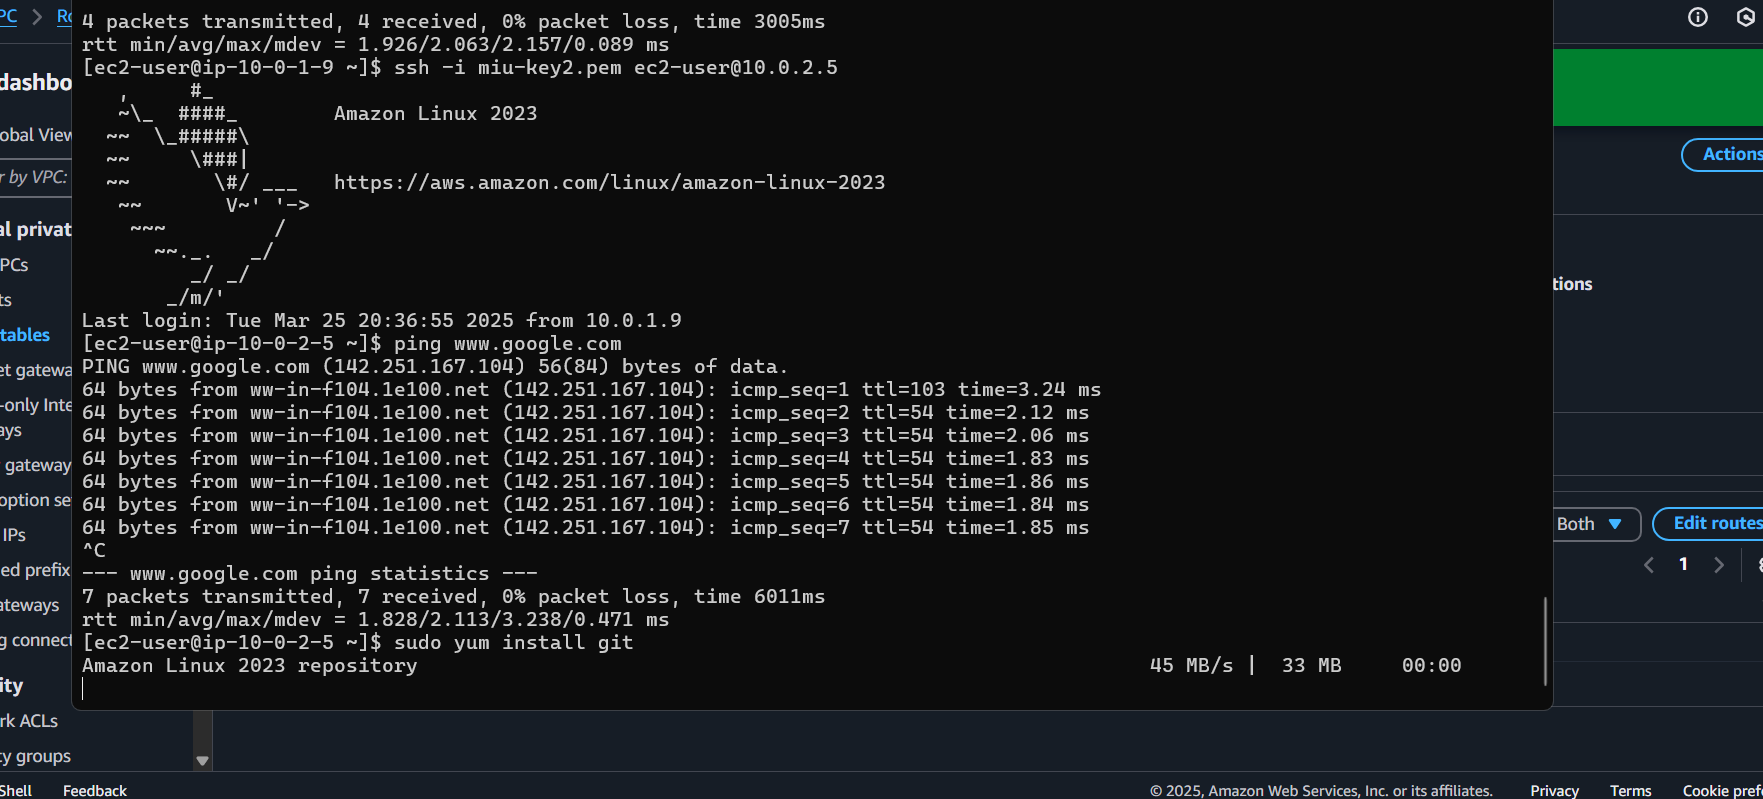 PC > Ro
4 packets transmitted, 4 received, 0% packet loss, time 3005ms
rtt min/avg/max/mdev = 1.926/2.063/2.157/0.089 ms
[ec2-user@ip-10-0-1-9 ~]$ ssh -i miu-key2.pem ec2-user@10.0.2.5
   ,     #_
   ~\_  ####_        Amazon Linux 2023
  ~~  \_#####\
  ~~     \###|
  ~~       \#/ ___   https://aws.amazon.com/linux/amazon-linux-2023
   ~~       V~' '->
    ~~~         /
      ~~._.   _/
         _/ _/
       _/m/'
Last login: Tue Mar 25 20:36:55 2025 from 10.0.1.9
[ec2-user@ip-10-0-2-5 ~]$ ping www.google.com
PING www.google.com (142.251.167.104) 56(84) bytes of data.
64 bytes from ww-in-f104.1e100.net (142.251.167.104): icmp_seq=1 ttl=103 time=3.24 ms
64 bytes from ww-in-f104.1e100.net (142.251.167.104): icmp_seq=2 ttl=54 time=2.12 ms
64 bytes from ww-in-f104.1e100.net (142.251.167.104): icmp_seq=3 ttl=54 time=2.06 ms
64 bytes from ww-in-f104.1e100.net (142.251.167.104): icmp_seq=4 ttl=54 time=1.83 ms
64 bytes from ww-in-f104.1e100.net (142.251.167.104): icmp_seq=5 ttl=54 time=1.86 ms
64 bytes from ww-in-f104.1e100.net (142.251.167.104): icmp_seq=6 ttl=54 time=1.84 ms
64 bytes from ww-in-f104.1e100.net (142.251.167.104): icmp_seq=7 ttl=54 time=1.85 ms
^C
--- www.google.com ping statistics ---
7 packets transmitted, 7 received, 0% packet loss, time 6011ms
rtt min/avg/max/mdev = 1.828/2.113/3.238/0.471 ms
[ec2-user@ip-10-0-2-5 ~]$ sudo yum install git
Amazon Linux 2023 repository 45 MB/s | 33 MB 00:00
dashbo
obal View
r by VPC:
al privat
PCs
ts
tables
et gatewa
-only Inte
ays
gateway
option se
IPs
ed prefix
ateways
g connect
ity
rk ACLs
ty groups
Actions
tions
Both
Edit routes
1
Shell
Feedback
© 2025, Amazon Web Services, Inc. or its affiliates.
Privacy
Terms
Cookie pref